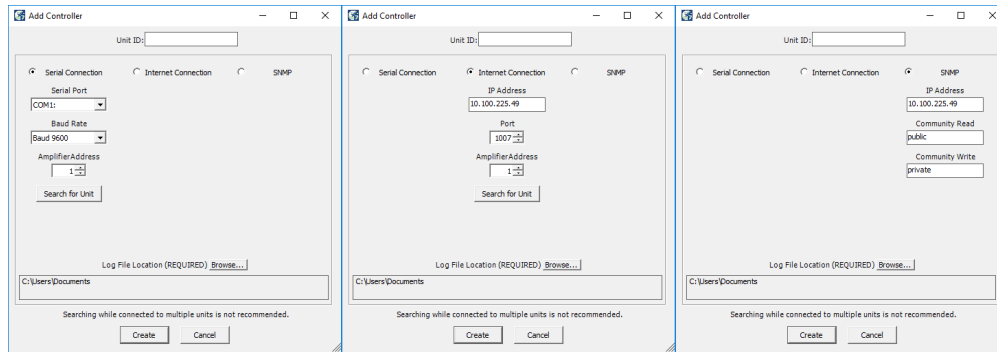 Add Controller
Unit ID:
Serial Connection Internet Connection SNMP
Serial Port
COM1:
Baud Rate
Baud 9600
AmplifierAddress
1
Search for Unit
Log File Location (REQUIRED) Browse...
C:\Users\Documents
Searching while connected to multiple units is not recommended.
Create Cancel
Add Controller
Unit ID:
Serial Connection Internet Connection SNMP
IP Address
10.100.225.49
Port
1007
AmplifierAddress
1
Search for Unit
Log File Location (REQUIRED) Browse...
C:\Users\Documents
Searching while connected to multiple units is not recommended.
Create Cancel
Add Controller
Unit ID:
Serial Connection Internet Connection SNMP
IP Address
10.100.225.49
Community Read
public
Community Write
private
Log File Location (REQUIRED) Browse...
C:\Users\Documents
Searching while connected to multiple units is not recommended.
Create Cancel